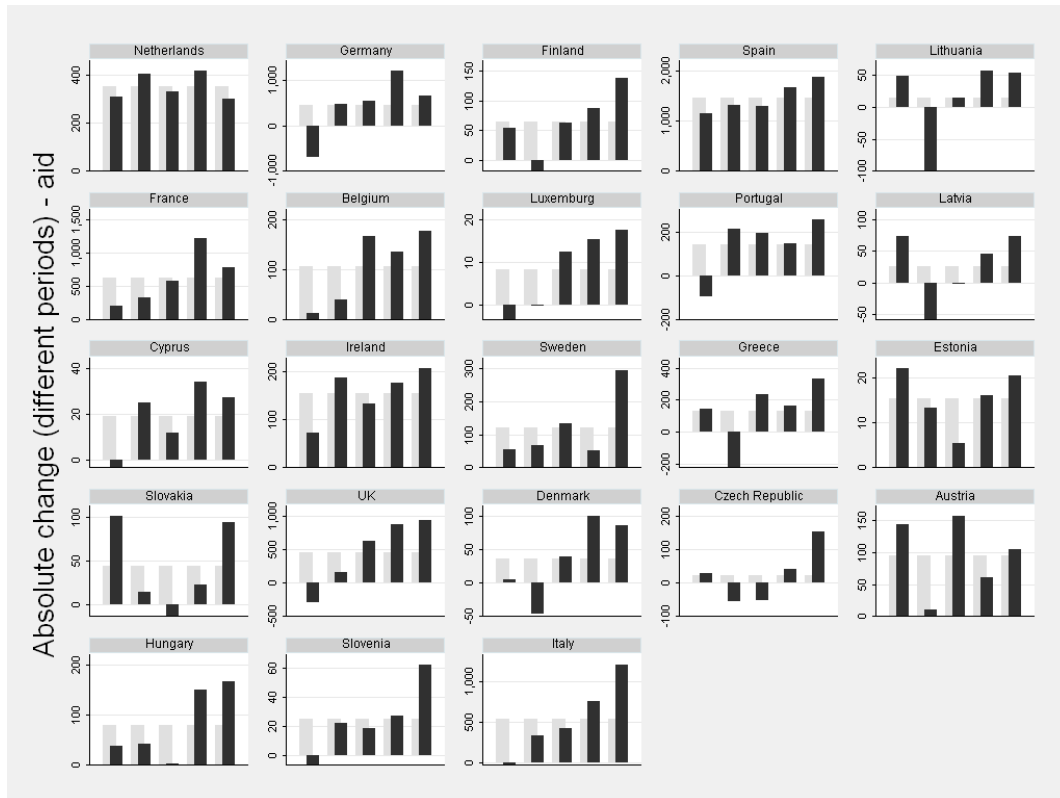 Absolute change (different periods) - aid
Netherlands
0 200 400
Germany
-1,000 0 1,000
Finland
0 50 100 150
Spain
0 1,000 2,000
Lithuania
-100 -50 0 50
France
0 500 1,000 1,500
Belgium
0 100 200
Luxemburg
0 10 20
Portugal
-200 0 200
Latvia
-50 0 50 100
Cyprus
0 20 40
Ireland
0 100 200
Sweden
0 100 200 300
Greece
-200 0 200 400
Estonia
0 10 20
Slovakia
0 50 100
UK
-500 0 500 1,000
Denmark
-50 0 50 100
Czech Republic
-100 0 100 200
Austria
0 50 100 150
Hungary
0 100 200
Slovenia
0 20 40 60
Italy
0 500 1,000